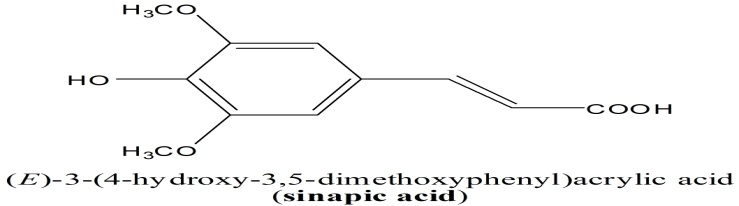 H₃CO
HO
COOH
H₃CO
(E)-3-(4-hydroxy-3,5-dimethoxyphenyl)acrylic acid
(sinapic acid)